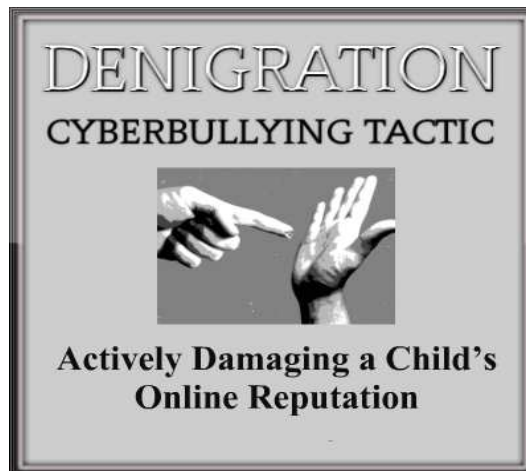 DENIGRATION
CYBERBULLYING TACTIC
Actively Damaging a Child's
Online Reputation